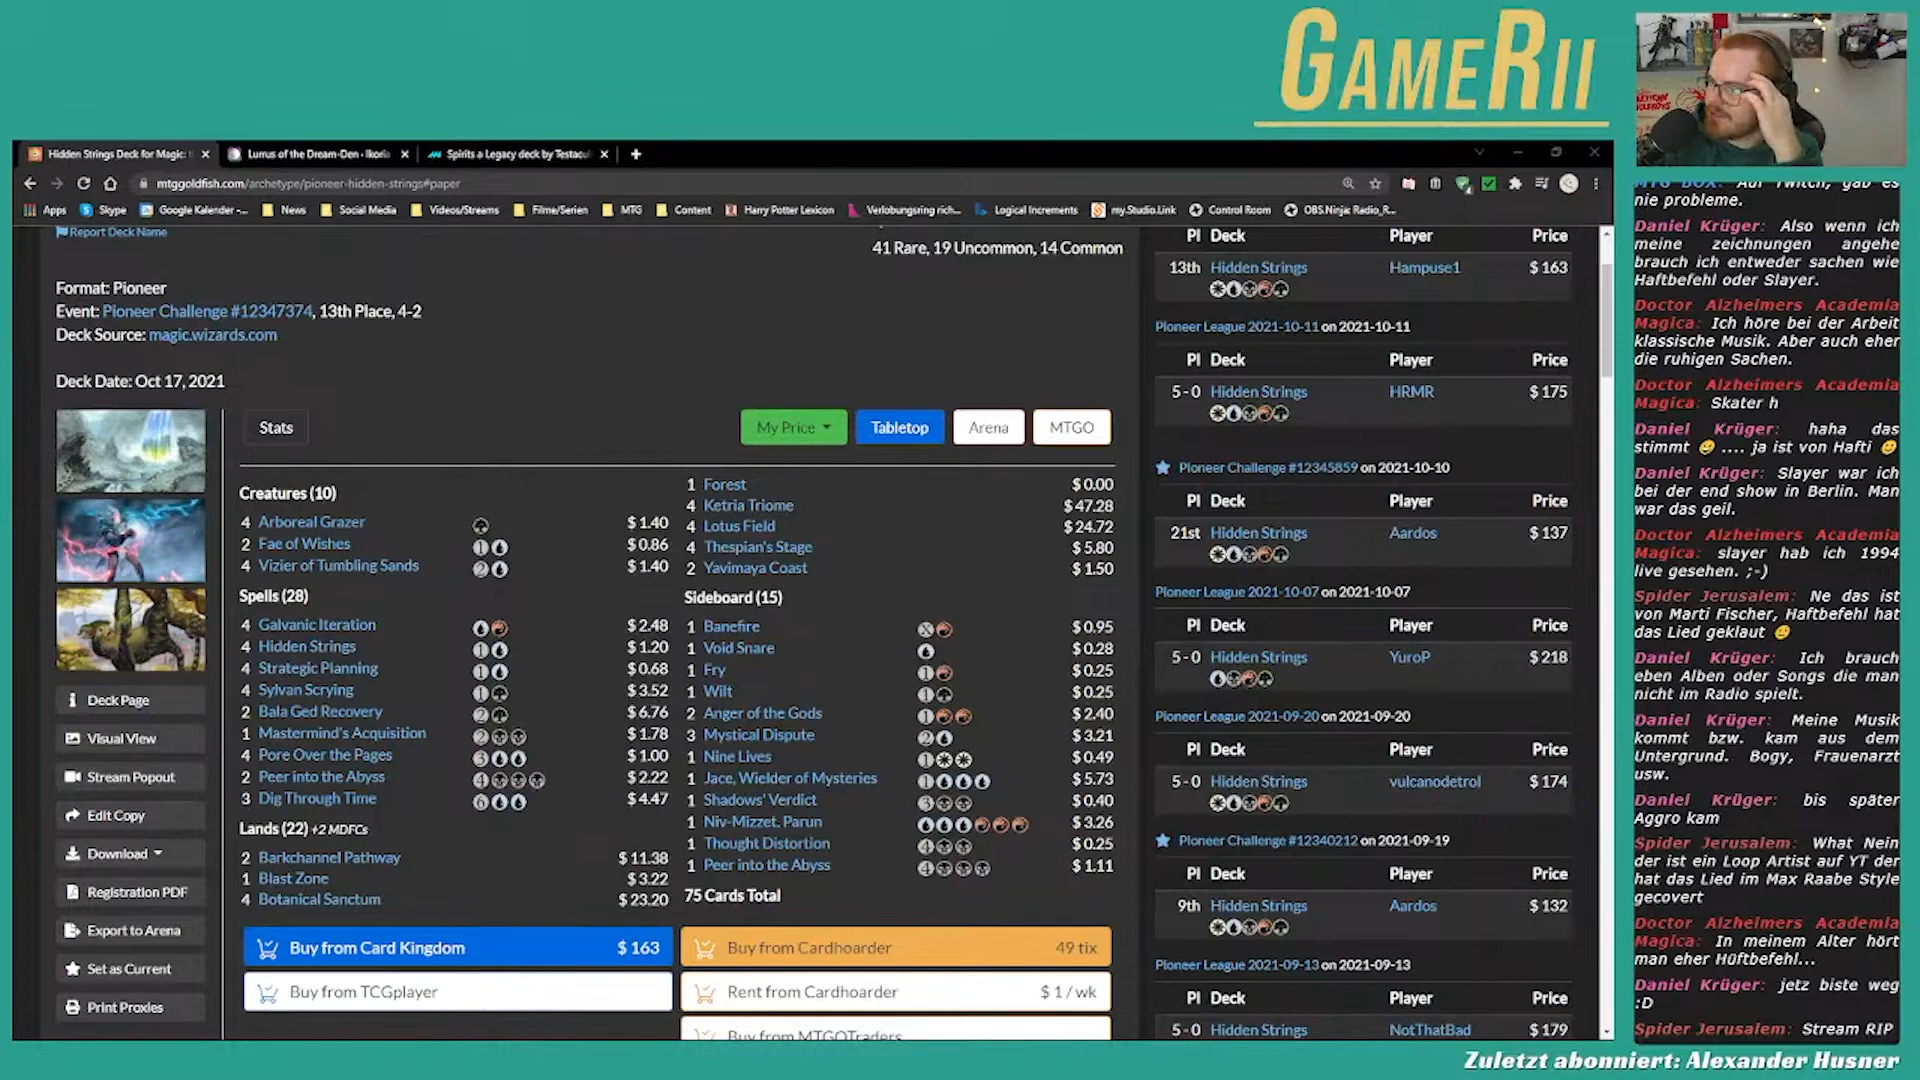 GAMERII
Hidden Strings Deck for Magic: t
Lurrus of the Dream-Den · Ikoria
Spirits a Legacy deck by Testacul
mtggoldfish.com/archetype/pioneer-hidden-strings#paper
Apps
Skype
Google Kalender -...
News
Social Media
Videos/Streams
Filme/Serien
MTG
Content
Harry Potter Lexicon
Verlobungsring rich...
Logical Increments
my.Studio.Link
Control Room
OBS.Ninja: Radio_R...
Report Deck Name
41 Rare, 19 Uncommon, 14 Common
Format: Pioneer
Event: Pioneer Challenge #12347374, 13th Place, 4-2
Deck Source: magic.wizards.com
Deck Date: Oct 17, 2021
Stats
My Price
Tabletop
Arena
MTGO
Creatures (10)
4 Arboreal Grazer $ 1.40
2 Fae of Wishes 1 $ 0.86
4 Vizier of Tumbling Sands 2 $ 1.40
Spells (28)
4 Galvanic Iteration $ 2.48
4 Hidden Strings 1 $ 1.20
4 Strategic Planning 1 $ 0.68
4 Sylvan Scrying 1 $ 3.52
2 Bala Ged Recovery 2 $ 6.76
1 Mastermind's Acquisition 2 $ 1.78
4 Pore Over the Pages 3 $ 1.00
2 Peer into the Abyss 4 $ 2.22
3 Dig Through Time 6 $ 4.47
Lands (22) +2 MDFCs
2 Barkchannel Pathway $ 11.38
1 Blast Zone $ 3.22
4 Botanical Sanctum $ 23.20
1 Forest $ 0.00
4 Ketria Triome $ 47.28
4 Lotus Field $ 24.72
4 Thespian's Stage $ 5.80
2 Yavimaya Coast $ 1.50
Sideboard (15)
1 Banefire X $ 0.95
1 Void Snare $ 0.28
1 Fry 1 $ 0.25
1 Wilt 1 $ 0.25
2 Anger of the Gods 1 $ 2.40
3 Mystical Dispute 2 $ 3.21
1 Nine Lives 1 $ 0.49
1 Jace, Wielder of Mysteries 1 $ 5.73
1 Shadows' Verdict 3 $ 0.40
1 Niv-Mizzet, Parun $ 3.26
1 Thought Distortion 4 $ 0.25
1 Peer into the Abyss 4 $ 1.11
75 Cards Total
Deck Page
Visual View
Stream Popout
Edit Copy
Download
Registration PDF
Export to Arena
Set as Current
Print Proxies
Buy from Card Kingdom $ 163
Buy from TCGplayer
Buy from Cardhoarder 49 tix
Rent from Cardhoarder $ 1 / wk
Buy from MTGOTraders
Pl Deck Player Price
13th Hidden Strings Hampuse1 $ 163
Pioneer League 2021-10-11 on 2021-10-11
Pl Deck Player Price
5-0 Hidden Strings HRMR $ 175
Pioneer Challenge #12345859 on 2021-10-10
Pl Deck Player Price
21st Hidden Strings Aardos $ 137
Pioneer League 2021-10-07 on 2021-10-07
Pl Deck Player Price
5-0 Hidden Strings YuroP $ 218
Pioneer League 2021-09-20 on 2021-09-20
Pl Deck Player Price
5-0 Hidden Strings vulcanodetrol $ 174
Pioneer Challenge #12340212 on 2021-09-19
Pl Deck Player Price
9th Hidden Strings Aardos $ 132
Pioneer League 2021-09-13 on 2021-09-13
Pl Deck Player Price
5-0 Hidden Strings NotThatBad $ 179
MTG BOX: Auf Twitch, gab es
nie probleme.
Daniel Krüger: Also wenn ich
meine zeichnungen angehe
brauch ich entweder sachen wie
Haftbefehl oder Slayer.
Doctor Alzheimers Academia
Magica: Ich höre bei der Arbeit
klassische Musik. Aber auch eher
die ruhigen Sachen.
Doctor Alzheimers Academia
Magica: Skater h
Daniel Krüger: haha das
stimmt .... ja ist von Hafti
Daniel Krüger: Slayer war ich
bei der end show in Berlin. Man
war das geil.
Doctor Alzheimers Academia
Magica: slayer hab ich 1994
live gesehen. ;-)
Spider Jerusalem: Ne das ist
von Marti Fischer, Haftbefehl hat
das Lied geklaut
Daniel Krüger: Ich brauch
eben Alben oder Songs die man
nicht im Radio spielt.
Daniel Krüger: Meine Musik
kommt bzw. kam aus dem
Untergrund. Bogy, Frauenarzt
usw.
Daniel Krüger: bis später
Aggro kam
Spider Jerusalem: What Nein
der ist ein Loop Artist auf YT der
hat das Lied im Max Raabe Style
gecovert
Doctor Alzheimers Academia
Magica: In meinem Alter hört
man eher Hüftbefehl...
Daniel Krüger: jetz biste weg
:D
Spider Jerusalem: Stream RIP
Zuletzt abonniert: Alexander Husner